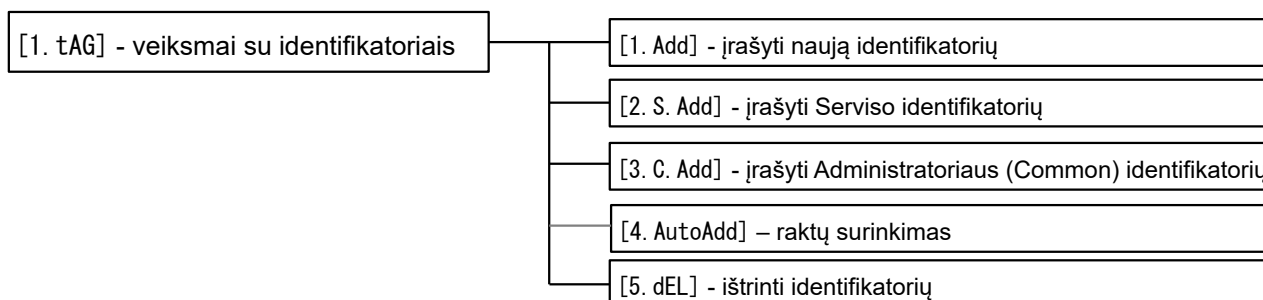 [1.tAG] - veiksmai su identifikatoriais
[1.Add] - įrašyti naują identifikatorių
[2.S.Add] - įrašyti Serviso identifikatorių
[3.C.Add] - įrašyti Administratoriaus (Common) identifikatorių
[4.AutoAdd] – raktų surinkimas
[5.dEL] - ištrinti identifikatorių